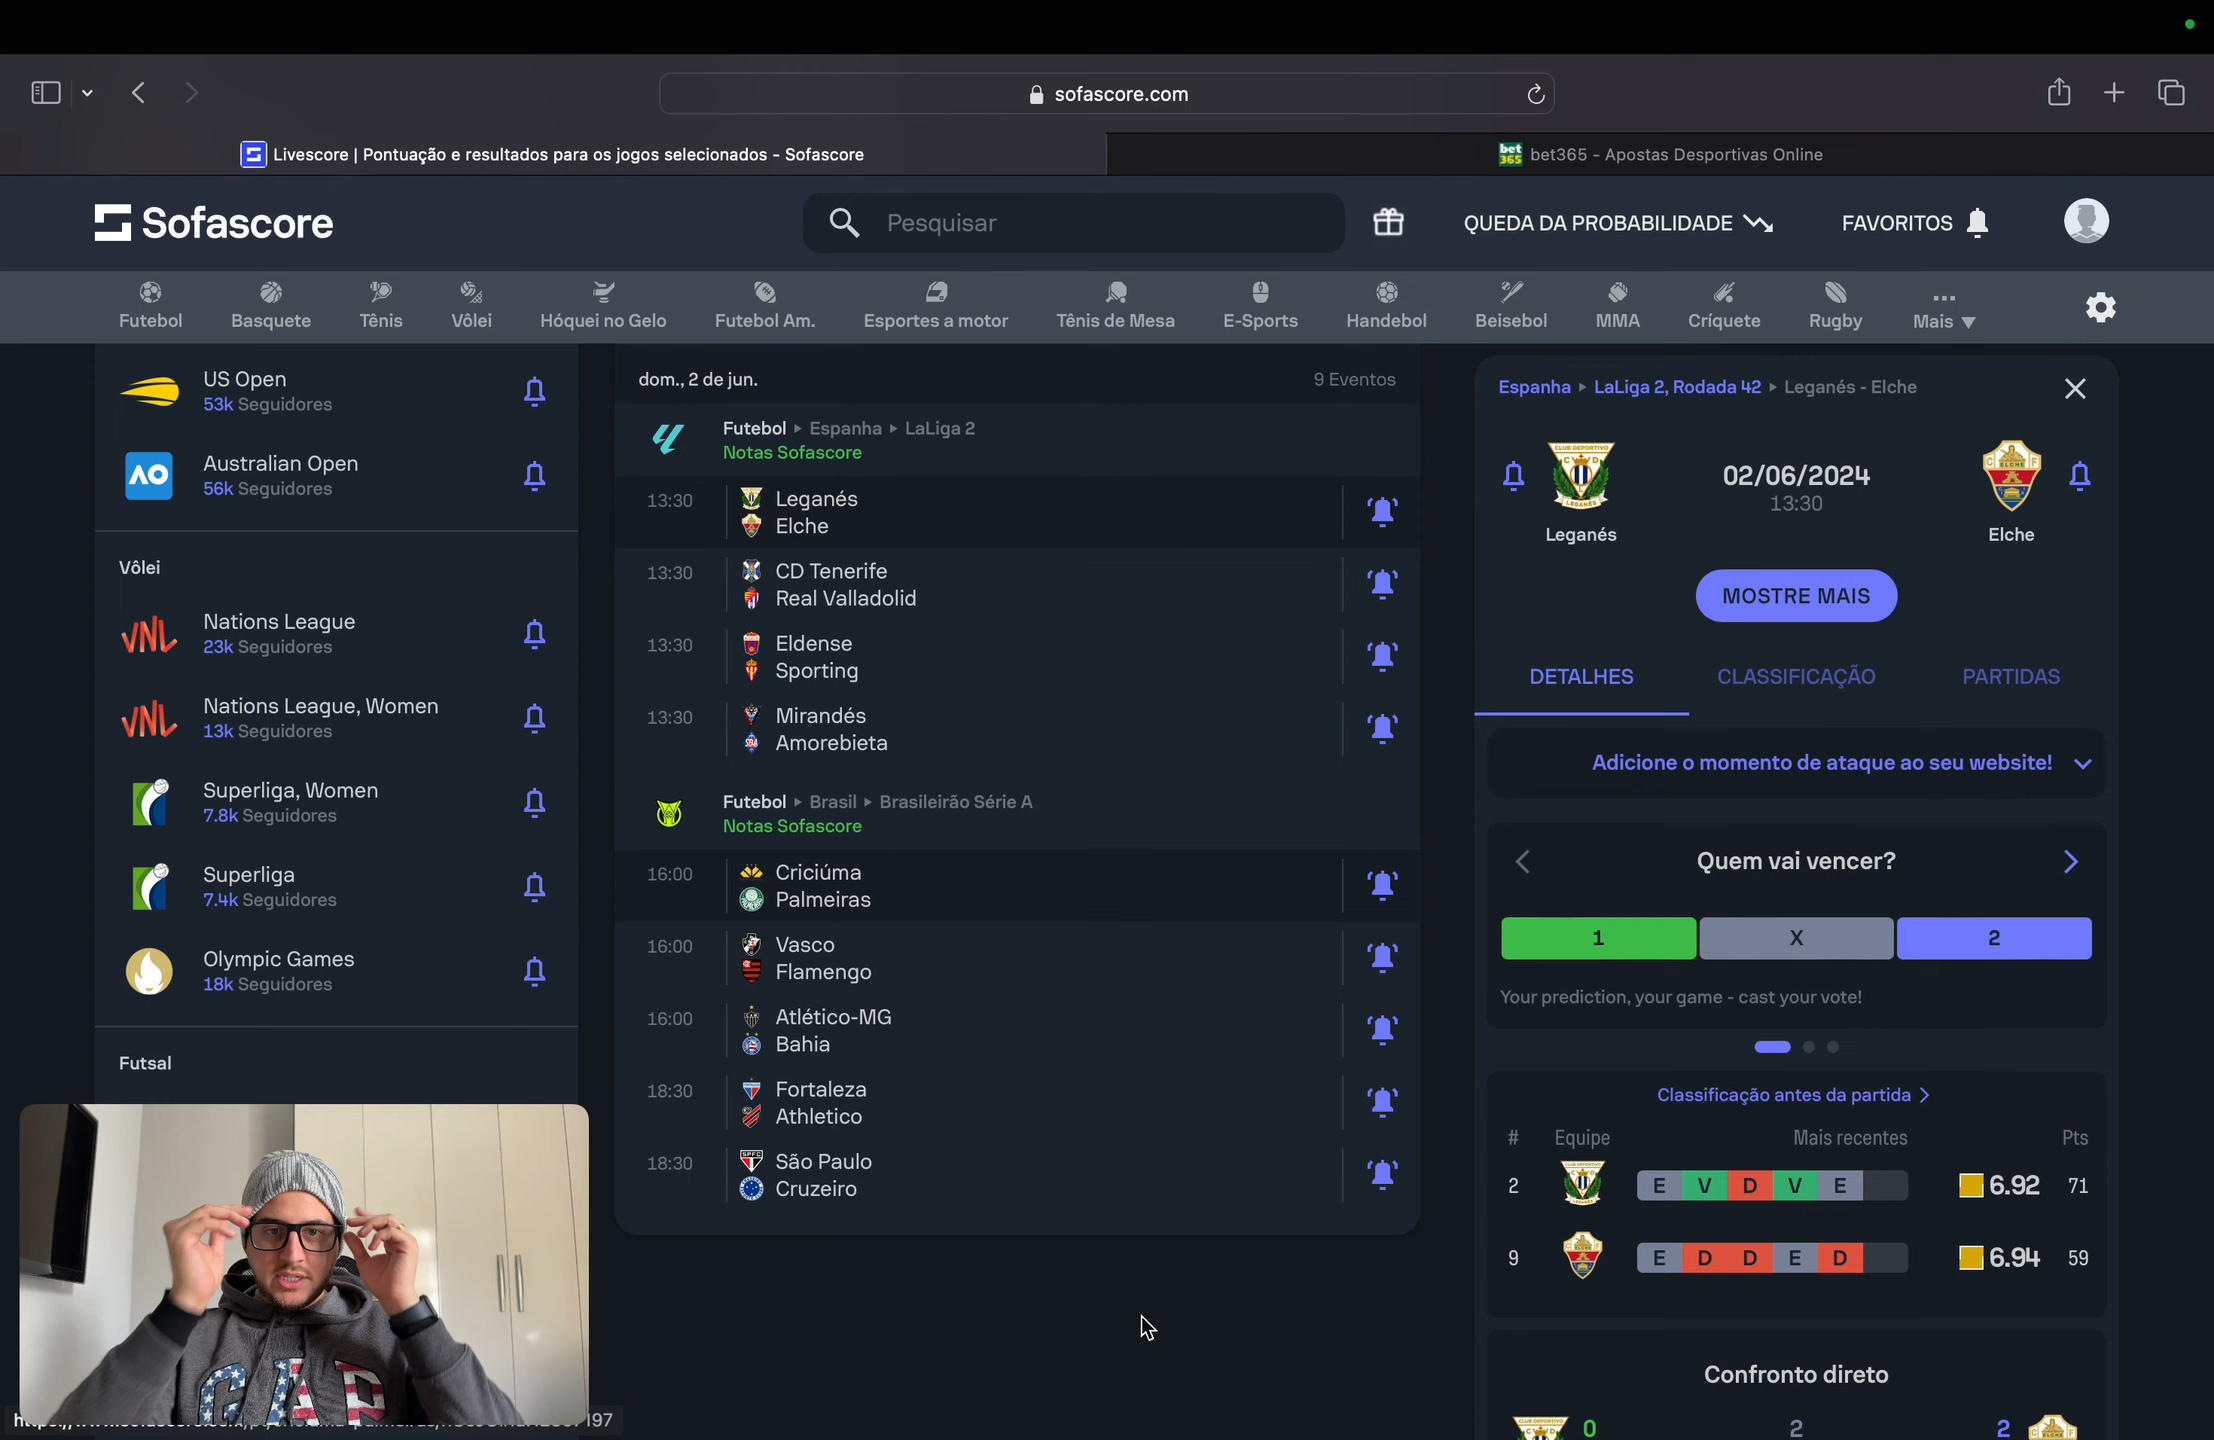 sofascore.com
Livescore | Pontuação e resultados para os jogos selecionados - Sofascore
bet365
bet365 - Apostas Desportivas Online
Sofascore
Pesquisar
QUEDA DA PROBABILIDADE
FAVORITOS
Futebol
Basquete
Tênis
Vôlei
Hóquei no Gelo
Futebol Am.
Esportes a motor
Tênis de Mesa
E-Sports
Handebol
Beisebol
MMA
Críquete
Rugby
Mais
US Open
53k Seguidores
AO
Australian Open
56k Seguidores
Vôlei
VNL
Nations League
23k Seguidores
VNL
Nations League, Women
13k Seguidores
Superliga, Women
7.8k Seguidores
Superliga
7.4k Seguidores
Olympic Games
18k Seguidores
Futsal
GAP
dom., 2 de jun.
9 Eventos
Futebol ▸ Espanha ▸ LaLiga 2
Notas Sofascore
13:30
Leganés
Elche
13:30
CD Tenerife
Real Valladolid
13:30
Eldense
Sporting
13:30
Mirandés
Amorebieta
Futebol ▸ Brasil ▸ Brasileirão Série A
Notas Sofascore
16:00
Criciúma
Palmeiras
16:00
Vasco
Flamengo
16:00
Atlético-MG
Bahia
18:30
Fortaleza
Athletico
18:30
São Paulo
Cruzeiro
Espanha ▸ LaLiga 2, Rodada 42 ▸ Leganés - Elche
02/06/2024
13:30
Leganés
Elche
MOSTRE MAIS
DETALHES
CLASSIFICAÇÃO
PARTIDAS
Adicione o momento de ataque ao seu website!
Quem vai vencer?
1
X
2
Your prediction, your game - cast your vote!
Classificação antes da partida
# Equipe Mais recentes Pts
2 E V D V E 6.92 71
9 E D D E D 6.94 59
Confronto direto
0 2 2